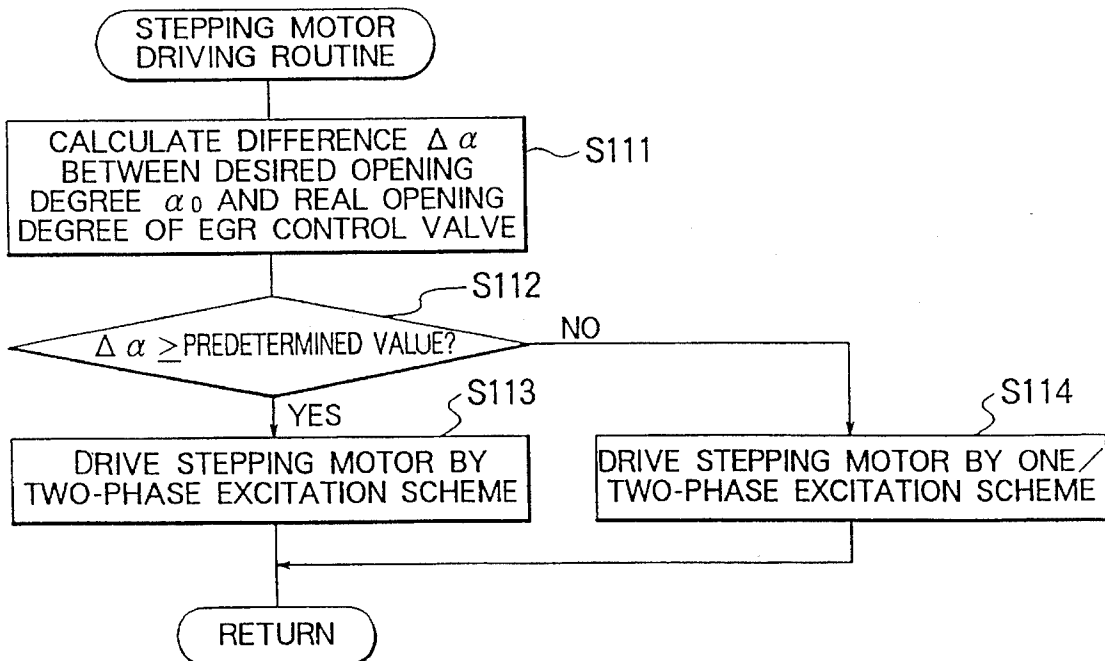 STEPPING MOTOR
DRIVING ROUTINE
CALCULATE DIFFERENCE Δα
BETWEEN DESIRED OPENING
DEGREE α0 AND REAL OPENING
DEGREE OF EGR CONTROL VALVE
S111
S112
Δα ≥ PREDETERMINED VALUE?
NO
YES
S113
DRIVE STEPPING MOTOR BY
TWO-PHASE EXCITATION SCHEME
S114
DRIVE STEPPING MOTOR BY ONE/
TWO-PHASE EXCITATION SCHEME
RETURN